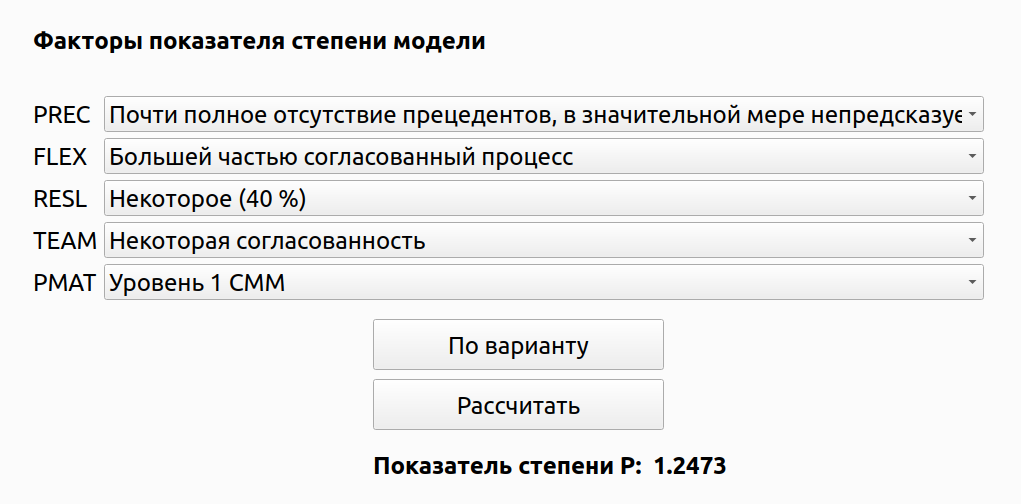 Факторы показателя степени модели
PREC Почти полное отсутствие прецедентов, в значительной мере непредсказуе
FLEX Большей частью согласованный процесс
RESL Некоторое (40 %)
TEAM Некоторая согласованность
PMAT Уровень 1 СММ
По варианту
Рассчитать
Показатель степени P: 1.2473